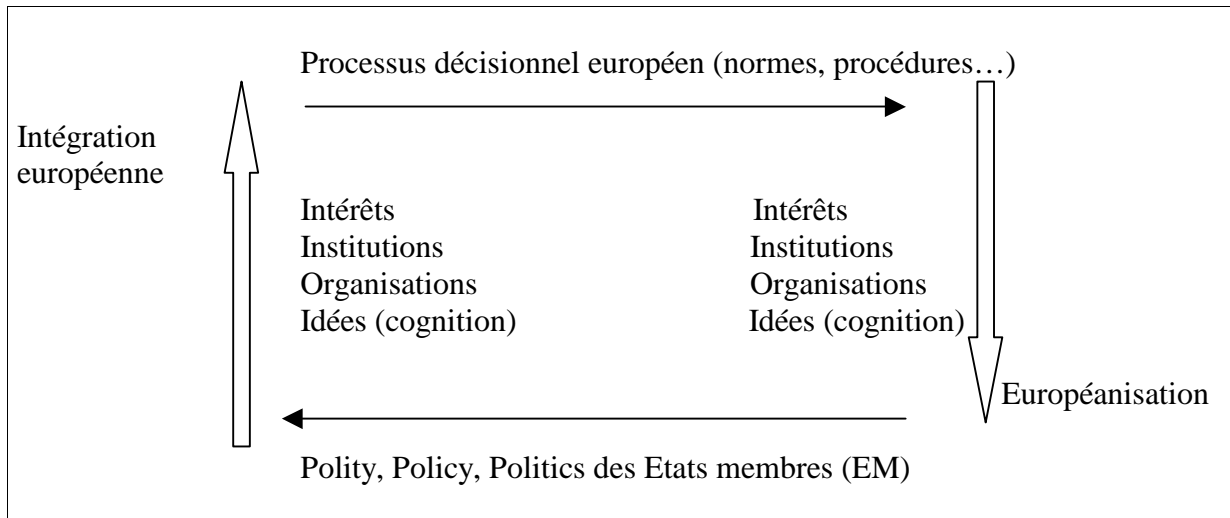 Processus décisionnel européen (normes, procédures…)
Intégration
européenne
Intérêts
Institutions
Organisations
Idées (cognition)
Intérêts
Institutions
Organisations
Idées (cognition)
Européanisation
Polity, Policy, Politics des Etats membres (EM)